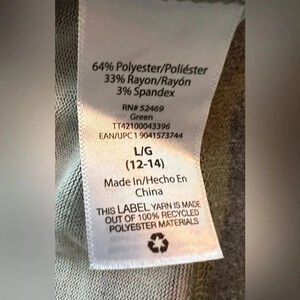 64% Polyester/Poliéster
33% Rayon/Rayón
3% Spandex
RN# 52469
Green
TT42100043396
EAN/UPC 1 9041573744
L/G
(12-14)
Made In/Hecho En
China
THIS LABEL YARN IS MADE
OUT OF 100% RECYCLED
POLYESTER MATERIALS